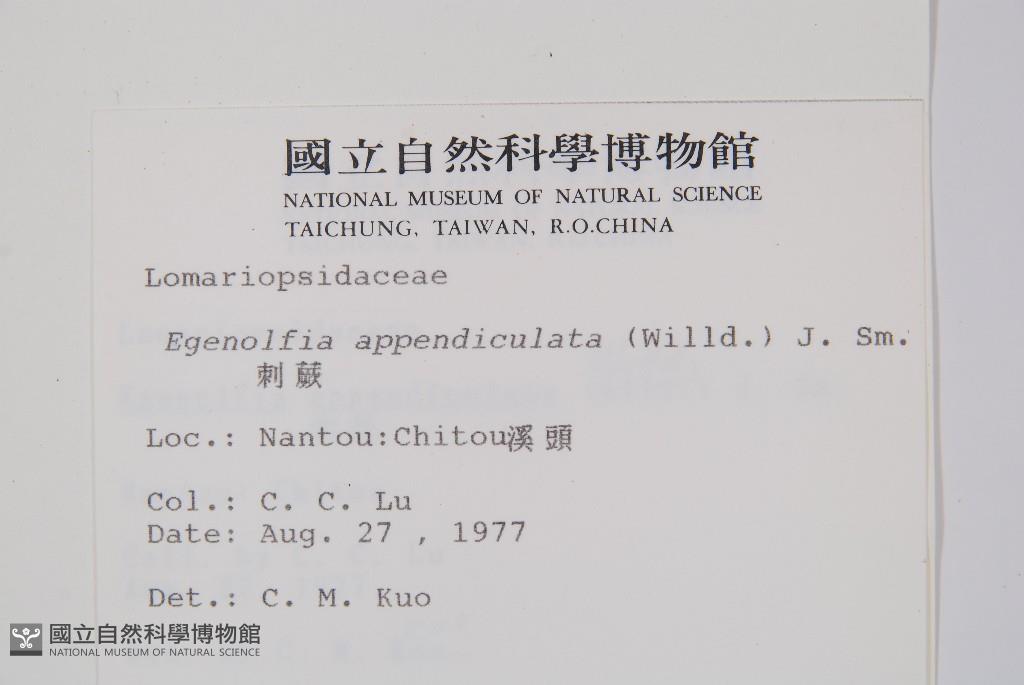 國立自然科學博物館
NATIONAL MUSEUM OF NATURAL SCIENCE
TAICHUNG, TAIWAN, R.O.CHINA
Lomariopsidaceae
Egenolfia appendiculata (Willd.) J. Sm.
刺蕨
Loc.: Nantou:Chitou溪頭
Col.: C. C. Lu
Date: Aug. 27 , 1977
Det.: C. M. Kuo
國立自然科學博物館
NATIONAL MUSEUM OF NATURAL SCIENCE